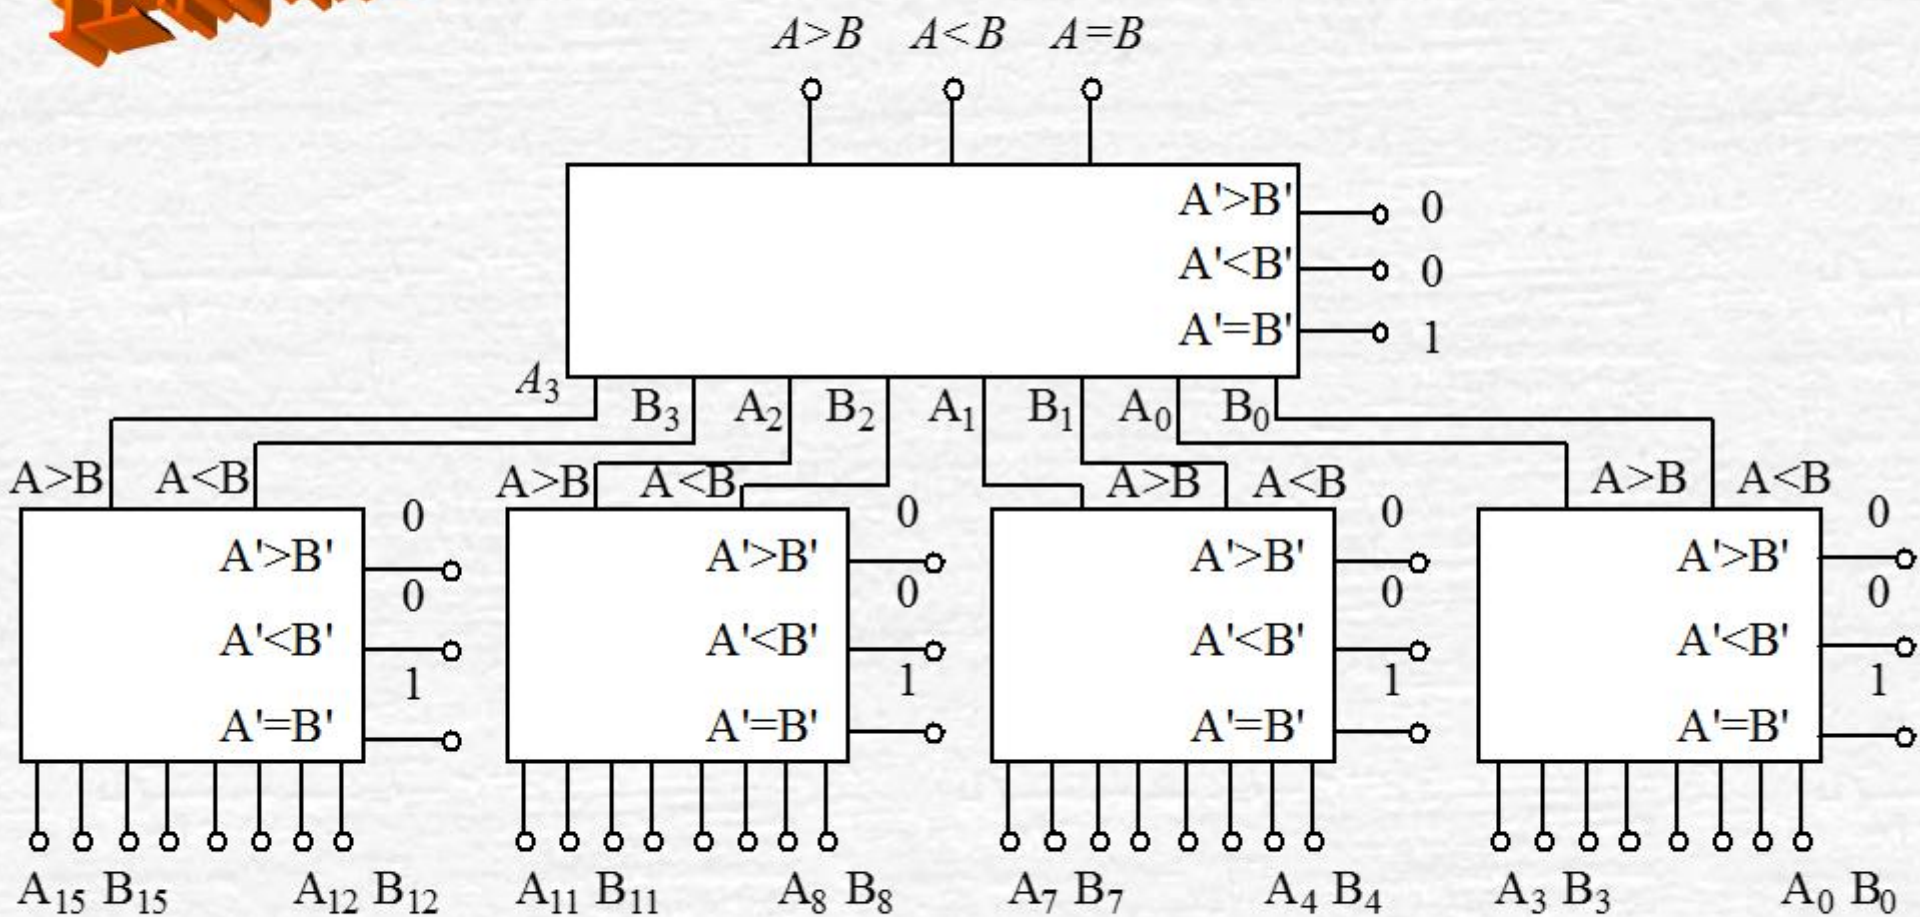 A>B A<B A=B
A'>B' 0
A'<B' 0
A'=B' 1
A₃ B₃ A₂ B₂ A₁ B₁ A₀ B₀
A>B A<B A>B A<B A>B A<B A>B A<B
0 0 0 0
A'>B' A'>B' A'>B' A'>B'
0 0 0 0
A'<B' A'<B' A'<B' A'<B'
1 1 1 1
A'=B' A'=B' A'=B' A'=B'
A₁₅ B₁₅ A₁₂ B₁₂ A₁₁ B₁₁ A₈ B₈ A₇ B₇ A₄ B₄ A₃ B₃ A₀ B₀